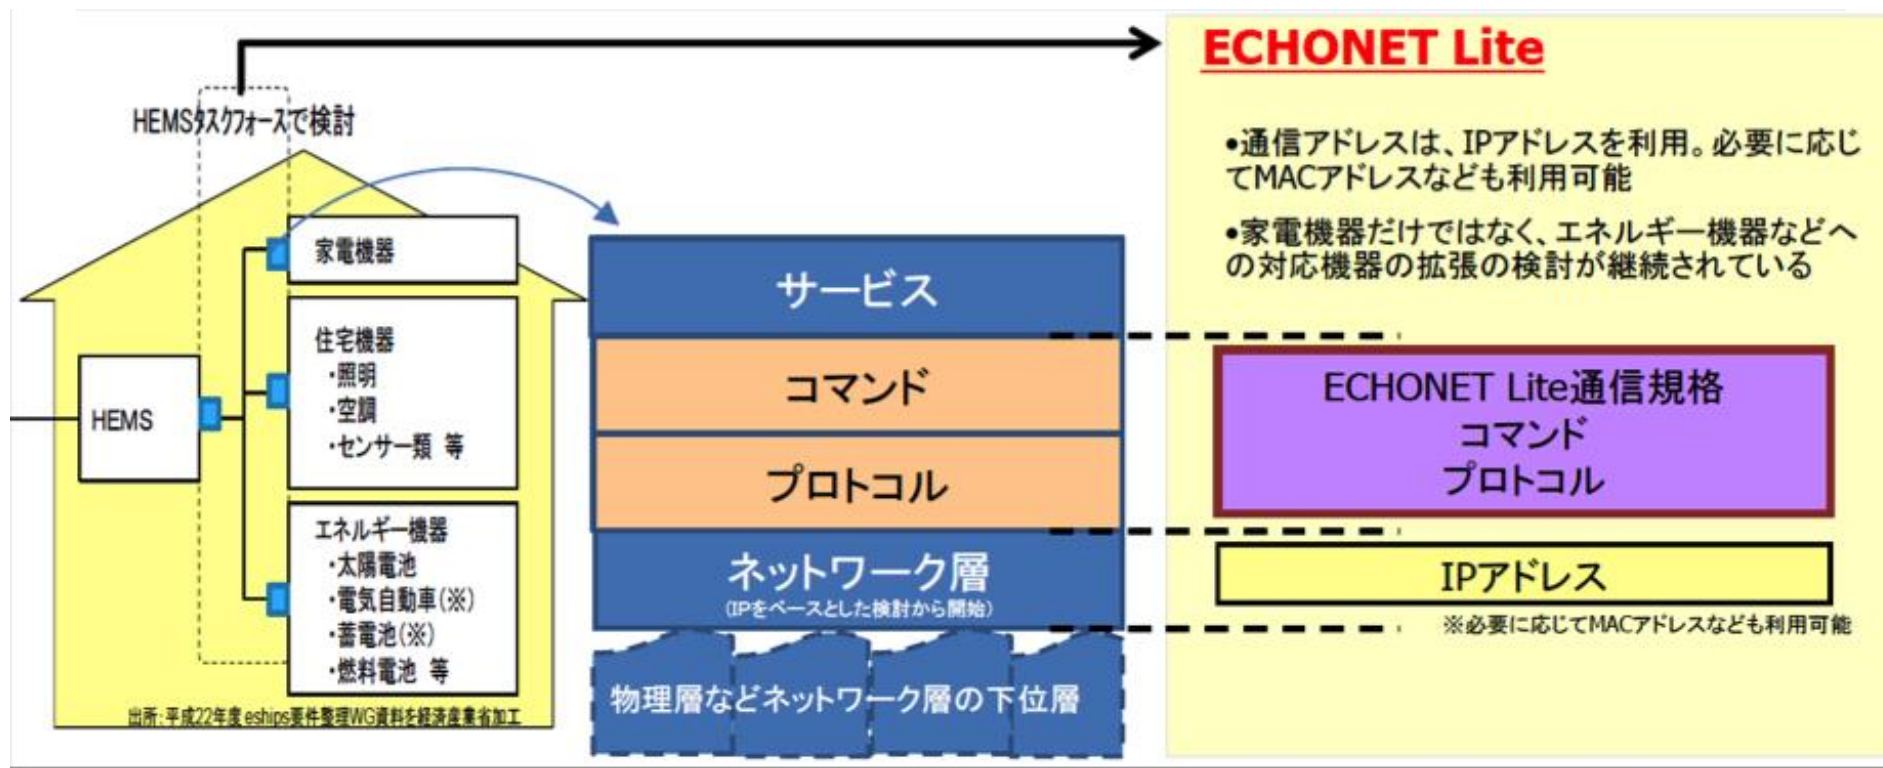 HEMSタスクフォースで検討
家電機器
住宅機器
・照明
・空調
・センサー類 等
HEMS
エネルギー機器
・太陽電池
・電気自動車(※)
・蓄電池(※)
・燃料電池 等
出所:平成22年度eships要件整理WG資料を経済産業省加工
サービス
コマンド
プロトコル
ネットワーク層
(IPをベースとした検討から開始)
物理層などネットワーク層の下位層
ECHONET Lite
•通信アドレスは、IPアドレスを利用。必要に応じ
てMACアドレスなども利用可能
•家電機器だけではなく、エネルギー機器などへ
の対応機器の拡張の検討が継続されている
ECHONET Lite通信規格
コマンド
プロトコル
IPアドレス
※必要に応じてMACアドレスなども利用可能